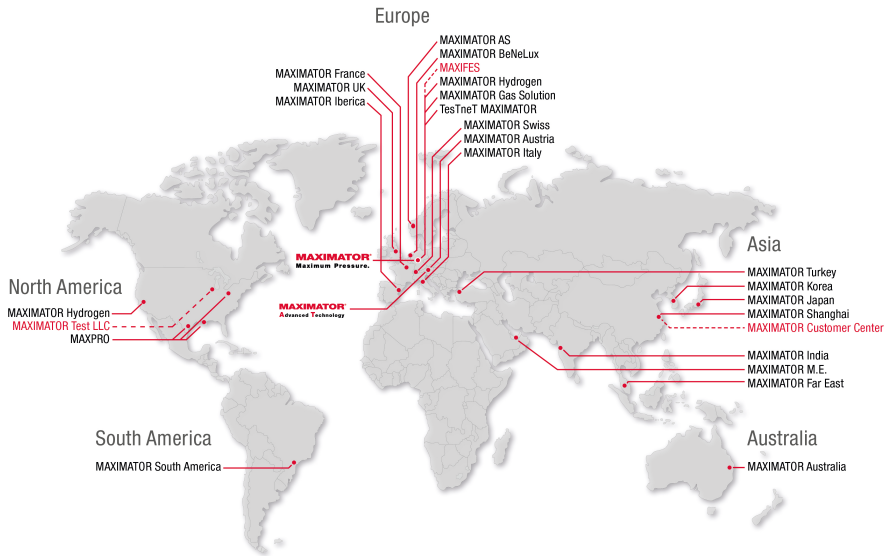 Europe
MAXIMATOR AS
MAXIMATOR BeNeLux
MAXIFES
MAXIMATOR Hydrogen
MAXIMATOR Gas Solution
TesTneT MAXIMATOR
MAXIMATOR Swiss
MAXIMATOR Austria
MAXIMATOR Italy
MAXIMATOR France
MAXIMATOR UK
MAXIMATOR Iberica
MAXIMATOR®
Maximum Pressure.
MAXIMATOR®
Advanced Technology
North America
MAXIMATOR Hydrogen
MAXIMATOR Test LLC
MAXPRO
Asia
MAXIMATOR Turkey
MAXIMATOR Korea
MAXIMATOR Japan
MAXIMATOR Shanghai
MAXIMATOR Customer Center
MAXIMATOR India
MAXIMATOR M.E.
MAXIMATOR Far East
South America
MAXIMATOR South America
Australia
MAXIMATOR Australia